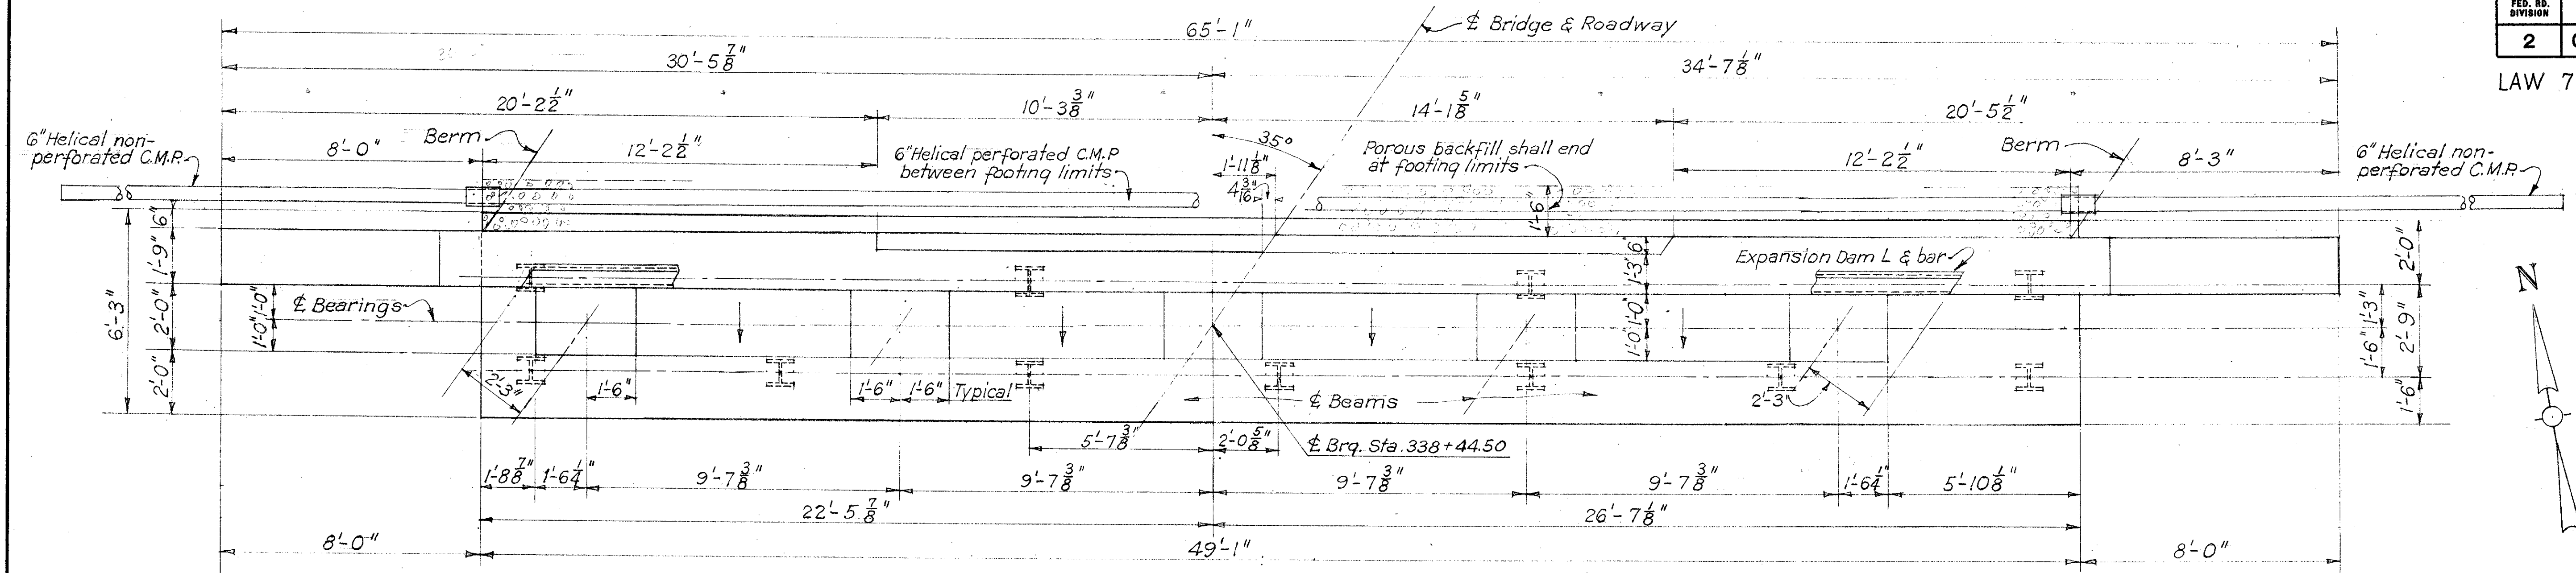 FED. RD.
DIVISION
2
LAW 7
65'-1"
₵ Bridge & Roadway
30'-5 7/8"
34'-7 1/8"
20'-2 1/2"
10'-3 3/8"
14'-1 5/8"
20'-5 1/2"
6" Helical non-
perforated C.M.P.
Berm
8'-0"
12'-2 1/2"
6" Helical perforated C.M.P
between footing limits
35°
1'-11 1/8"
4 3/16"
Porous backfill shall end
at footing limits
12'-2 1/2"
Berm
8'-3"
6" Helical non-
perforated C.M.P.
1'-6"
6"
1'-9"
2'-0"
2'-0"
6'-3"
1'-0"
1'-0"
₵ Bearings
6"
1'-3"
1'-0"
1'-0"
Expansion Dam L & bar
2'-0"
1'-3"
2'-9"
1'-6"
1'-6"
N
2'-3"
1'-6"
1'-6"
1'-6"
Typical
₵ Beams
2'-3"
5'-7 3/8"
2'-0 5/8"
₵ Brg. Sta. 338+44.50
1'-8 7/8"
1'-6 1/4"
9'-7 3/8"
9'-7 3/8"
9'-7 3/8"
9'-7 3/8"
1'-6 1/4"
5'-10 1/8"
22'-5 7/8"
26'-7 1/8"
8'-0"
49'-1"
8'-0"